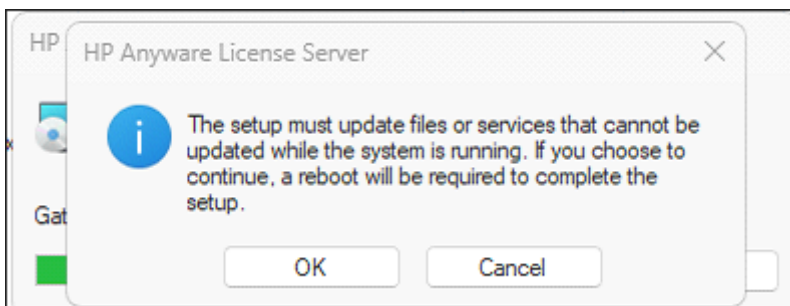 HP
HP Anyware License Server
The setup must update files or services that cannot be
updated while the system is running. If you choose to
continue, a reboot will be required to complete the
setup.
Gat
OK Cancel